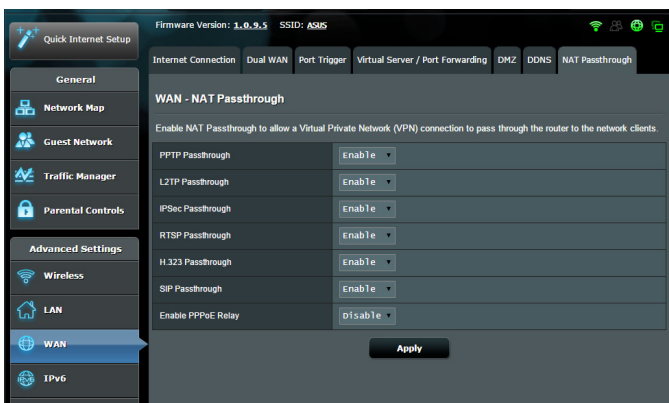 Quick Internet Setup
General
Network Map
Guest Network
Traffic Manager
Parental Controls
Advanced Settings
Wireless
LAN
WAN
IPv6
Firmware Version: 1.0.9.5 SSID: ASUS
Internet Connection Dual WAN Port Trigger Virtual Server / Port Forwarding DMZ DDNS NAT Passthrough
WAN - NAT Passthrough
Enable NAT Passthrough to allow a Virtual Private Network (VPN) connection to pass through the router to the network clients.
PPTP Passthrough Enable
L2TP Passthrough Enable
IPSec Passthrough Enable
RTSP Passthrough Enable
H.323 Passthrough Enable
SIP Passthrough Enable
Enable PPPoE Relay Disable
Apply